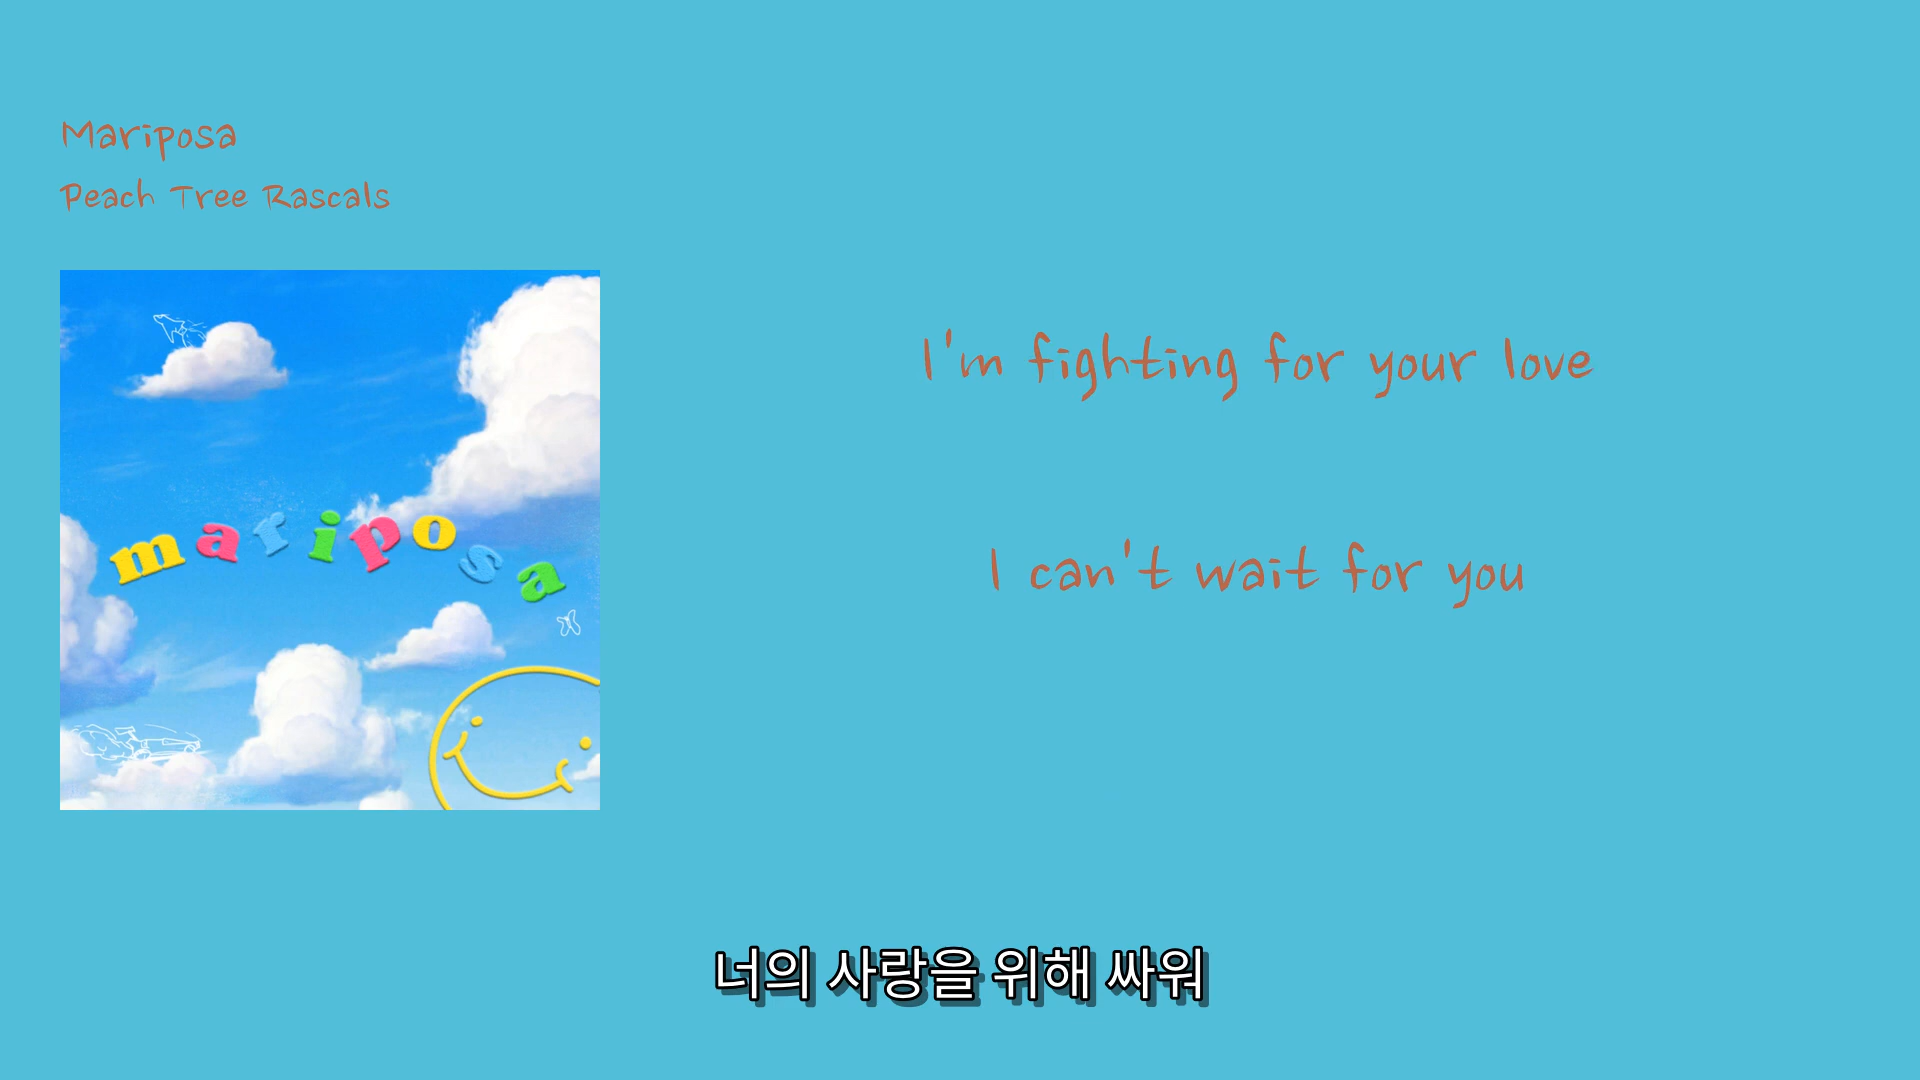 Mariposa
Peach Tree Rascals
mariposa
I'm fighting for your love
I can't wait for you
너의 사랑을 위해 싸워